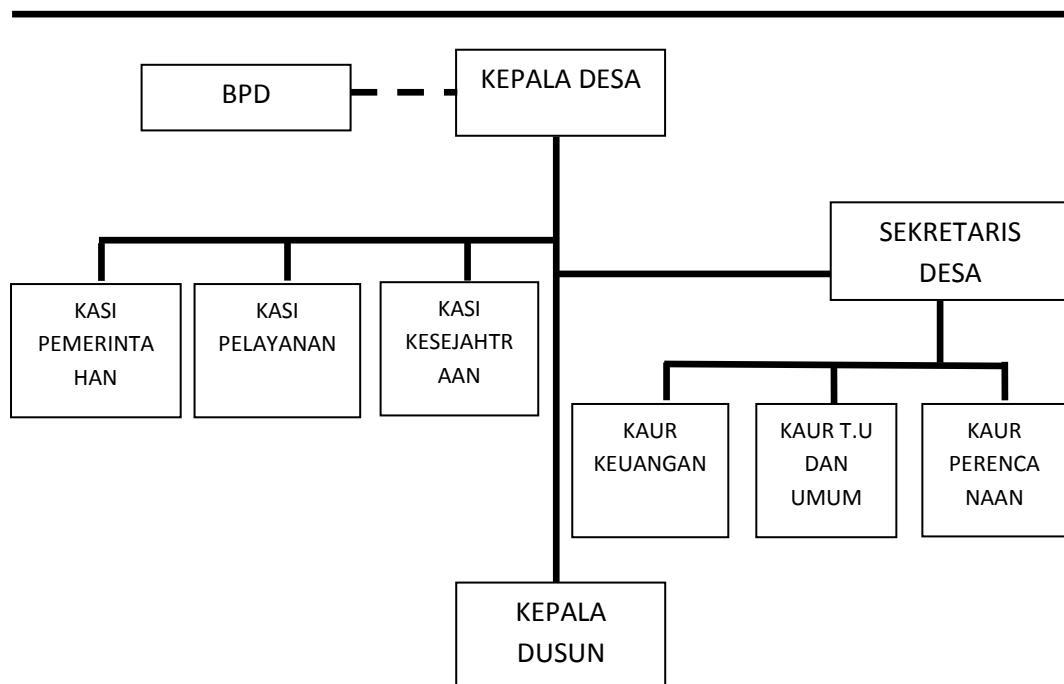 BPD
KEPALA DESA
SEKRETARIS
DESA
KASI
PEMERINTA
HAN
KASI
PELAYANAN
KASI
KESEJAHTR
AAN
KAUR
KEUANGAN
KAUR T.U
DAN
UMUM
KAUR
PERENCA
NAAN
KEPALA
DUSUN